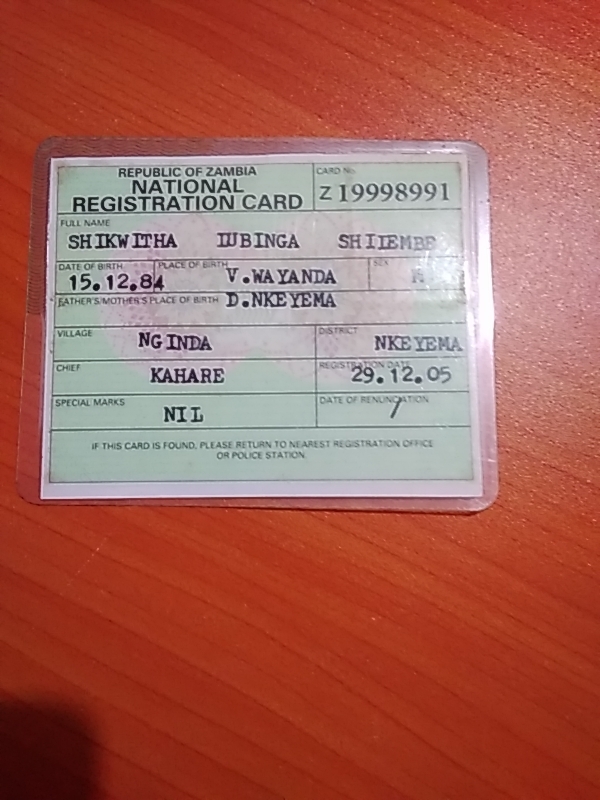 REPUBLIC OF ZAMBIA
NATIONAL
REGISTRATION CARD
CARD No.
Z 19998991
FULL NAME
SHIKWITHA IUBINGA SHIIEMBE
DATE OF BIRTH PLACE OF BIRTH SEX
15.12.84 V.WAYANDA M
FATHER'S/MOTHER'S PLACE OF BIRTH D.NKEYEMA
VILLAGE DISTRICT
NGINDA NKEYEMA
CHIEF REGISTRATION DATE
KAHARE 29.12.05
SPECIAL MARKS DATE OF RENUNCIATION
NIL /
IF THIS CARD IS FOUND, PLEASE RETURN TO NEAREST REGISTRATION OFFICE
OR POLICE STATION.